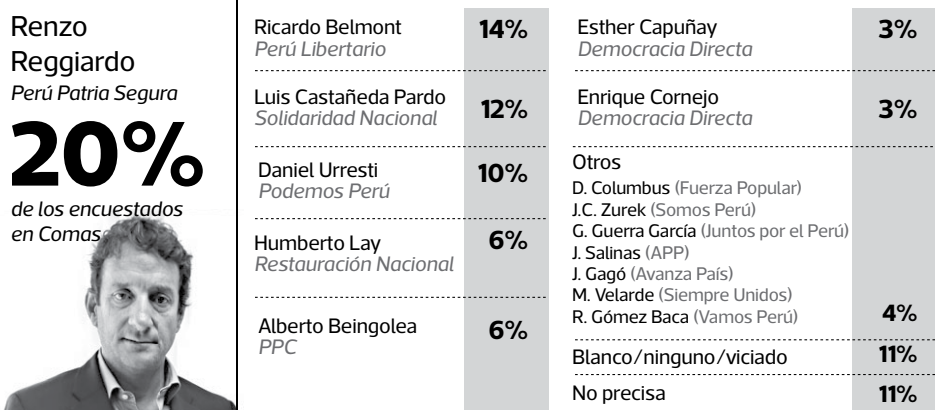 Renzo
Reggiardo
Perú Patria Segura
20%
de los encuestados
en Comas
Ricardo Belmont 14%
Perú Libertario
Luis Castañeda Pardo 12%
Solidaridad Nacional
Daniel Urresti 10%
Podemos Perú
Humberto Lay 6%
Restauración Nacional
Alberto Beingolea 6%
PPC
Esther Capuñay 3%
Democracia Directa
Enrique Cornejo 3%
Democracia Directa
Otros
D. Columbus (Fuerza Popular)
J.C. Zurek (Somos Perú)
G. Guerra García (Juntos por el Perú)
J. Salinas (APP)
J. Gagó (Avanza País)
M. Velarde (Siempre Unidos)
R. Gómez Baca (Vamos Perú) 4%
Blanco/ninguno/viciado 11%
No precisa 11%